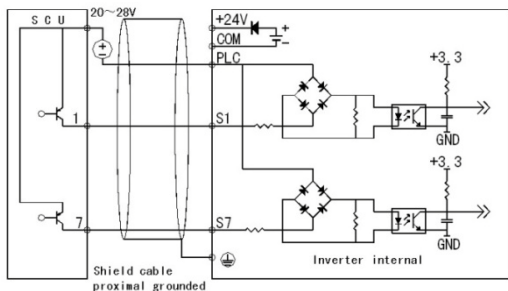 S C U
20～28V
+24V
COM
PLC
+3. 3
1
S1
GND
+3. 3
7
S7
GND
Shield cable
proximal grounded
Inverter internal